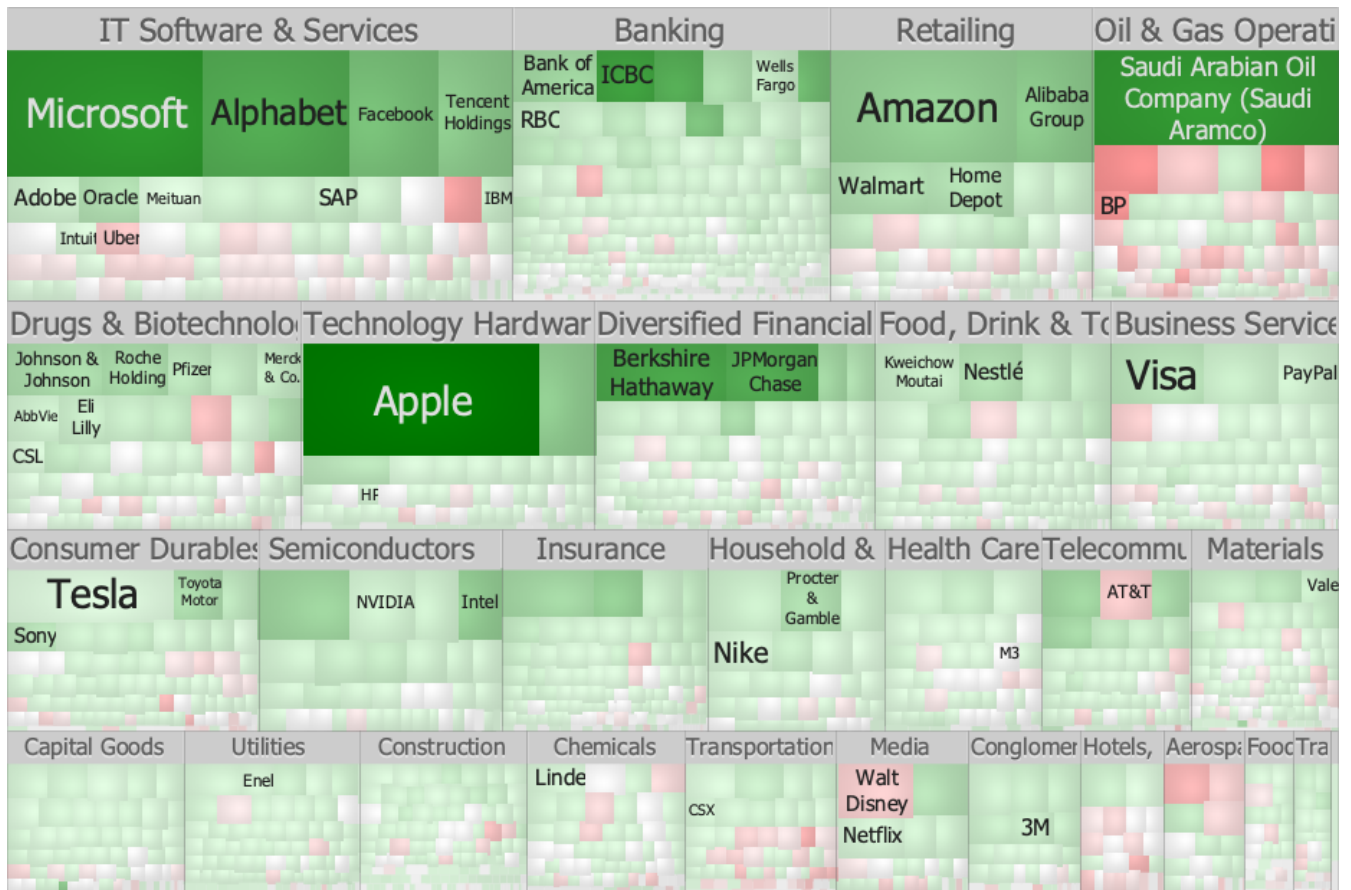 IT Software & Services
Banking
Retailing
Oil & Gas Operati
Microsoft
Alphabet
Facebook
Tencent
Holdings
Bank of
America
ICBC
Wells
Fargo
RBC
Amazon
Alibaba
Group
Saudi Arabian Oil
Company (Saudi
Aramco)
Adobe
Oracle
Meituan
SAP
IBM
Walmart
Home
Depot
BP
Intuit
Uber
Drugs & Biotechnolo
Technology Hardwar
Diversified Financial
Food, Drink & To
Business Service
Johnson &
Johnson
Roche
Holding
Pfizer
Merck
& Co.
Apple
Berkshire
Hathaway
JPMorgan
Chase
Kweichow
Moutai
Nestlé
Visa
PayPal
AbbVie
Eli
Lilly
CSL
HP
Consumer Durables
Semiconductors
Insurance
Household &
Health Care
Telecommu
Materials
Tesla
Toyota
Motor
NVIDIA
Intel
Procter
&
Gamble
AT&T
Vale
Sony
Nike
M3
Capital Goods
Utilities
Construction
Chemicals
Transportation
Media
Conglomer
Hotels,
Aerospa
Food
Tra
Enel
Linde
CSX
Walt
Disney
Netflix
3M